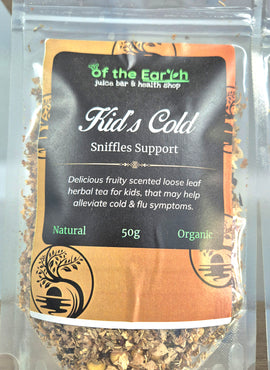 of the Earth
juice bar & health shop
Kid's Cold
Sniffles Support
Delicious fruity scented loose leaf
herbal tea for kids, that may help
alleviate cold & flu symptoms.
Natural 50g Organic